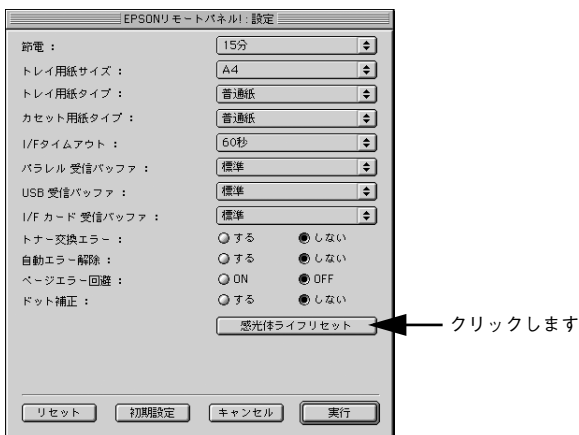 EPSONリモートパネル!:設定
節電: 15分
トレイ用紙サイズ: A4
トレイ用紙タイプ: 普通紙
カセット用紙タイプ: 普通紙
I/Fタイムアウト: 60秒
パラレル 受信バッファ: 標準
USB 受信バッファ: 標準
I/F カード 受信バッファ: 標準
トナー交換エラー: する しない
自動エラー解除: する しない
ページエラー回避: ON OFF
ドット補正: する しない
感光体ライフリセット クリックします
リセット 初期設定 キャンセル 実行